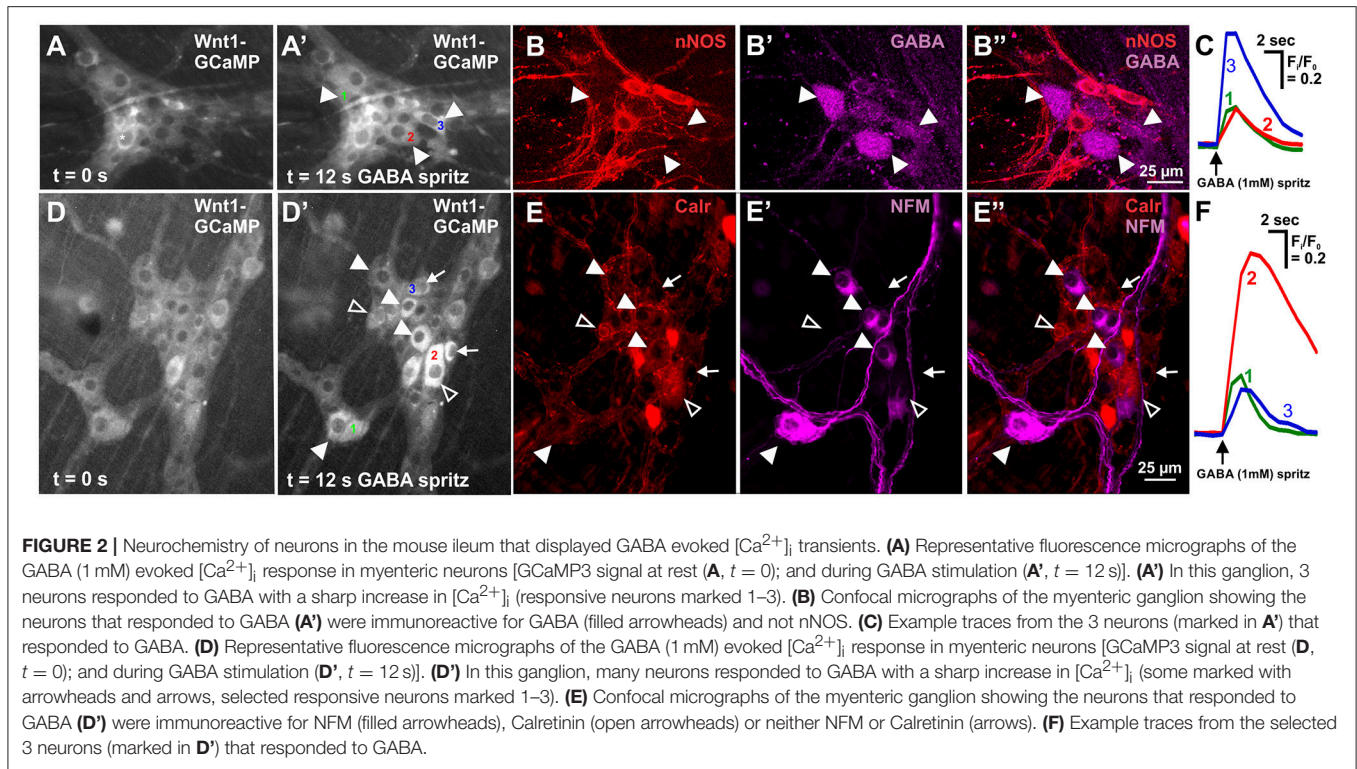 A
Wnt1-
GCaMP
*
t = 0 s
A'
Wnt1-
GCaMP
1
2
3
t = 12 s GABA spritz
B
nNOS
B'
GABA
B''
nNOS
GABA
25 µm
C
2 sec
Fi/F0
= 0.2
3
1
2
GABA (1mM) spritz
D
Wnt1-
GCaMP
t = 0 s
D'
Wnt1-
GCaMP
3
2
1
t = 12 s GABA spritz
E
Calr
E'
NFM
E''
Calr
NFM
25 µm
F
2 sec
Fi/F0
= 0.2
2
1
3
GABA (1mM) spritz
FIGURE 2 | Neurochemistry of neurons in the mouse ileum that displayed GABA evoked [Ca2+]i transients. (A) Representative fluorescence micrographs of the
GABA (1 mM) evoked [Ca2+]i response in myenteric neurons [GCaMP3 signal at rest (A, t = 0); and during GABA stimulation (A', t = 12 s)]. (A') In this ganglion, 3
neurons responded to GABA with a sharp increase in [Ca2+]i (responsive neurons marked 1–3). (B) Confocal micrographs of the myenteric ganglion showing the
neurons that responded to GABA (A') were immunoreactive for GABA (filled arrowheads) and not nNOS. (C) Example traces from the 3 neurons (marked in A') that
responded to GABA. (D) Representative fluorescence micrographs of the GABA (1 mM) evoked [Ca2+]i response in myenteric neurons [GCaMP3 signal at rest (D,
t = 0); and during GABA stimulation (D', t = 12 s)]. (D') In this ganglion, many neurons responded to GABA with a sharp increase in [Ca2+]i (some marked with
arrowheads and arrows, selected responsive neurons marked 1–3). (E) Confocal micrographs of the myenteric ganglion showing the neurons that responded to
GABA (D') were immunoreactive for NFM (filled arrowheads), Calretinin (open arrowheads) or neither NFM or Calretinin (arrows). (F) Example traces from the selected
3 neurons (marked in D') that responded to GABA.